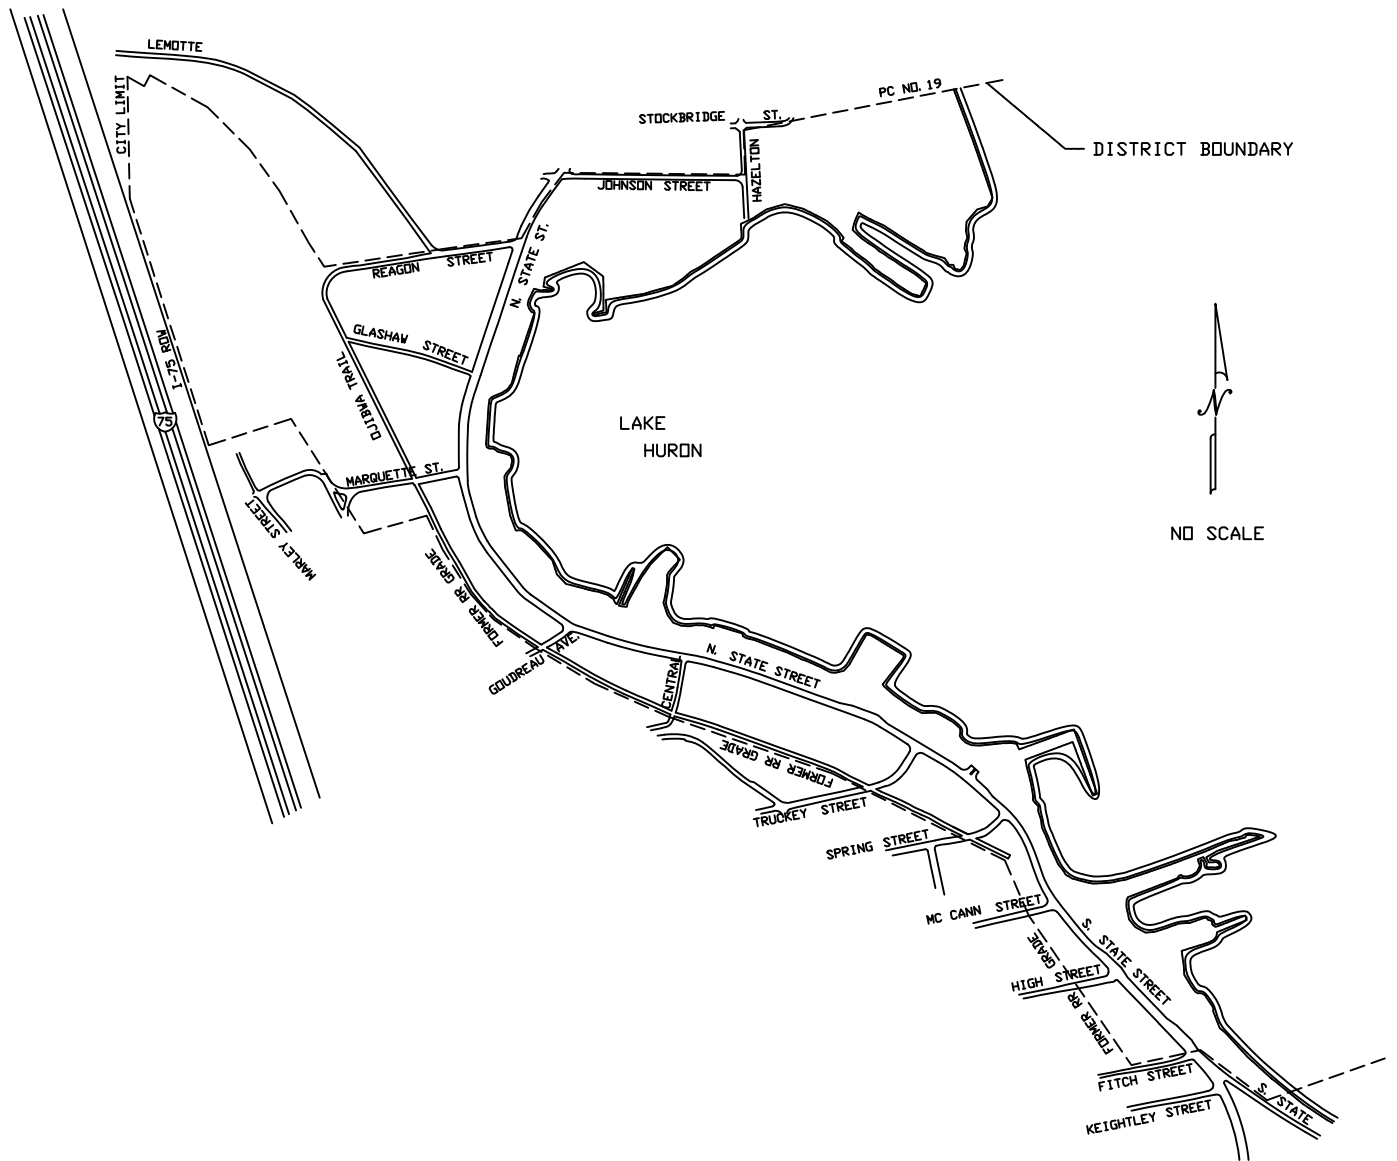 LEMOTTE
CITY LIMIT
PC NO. 19
STOCKBRIDGE ST.
HAZELTON
DISTRICT BOUNDARY
JOHNSON STREET
N. STATE ST.
REAGON STREET
GLASHAW STREET
I-75 ROW
OJIBWA TRAIL
75
LAKE
HURON
N
MARQUETTE ST.
MARLEY STREET
NO SCALE
FORMER RR GRADE
GOUDREAU AVE.
CENTRAL
N. STATE STREET
FORMER RR GRADE
TRUCKEY STREET
SPRING STREET
MC CANN STREET
S. STATE STREET
FORMER RR GRADE
HIGH STREET
FITCH STREET
S. STATE
KEIGHTLEY STREET